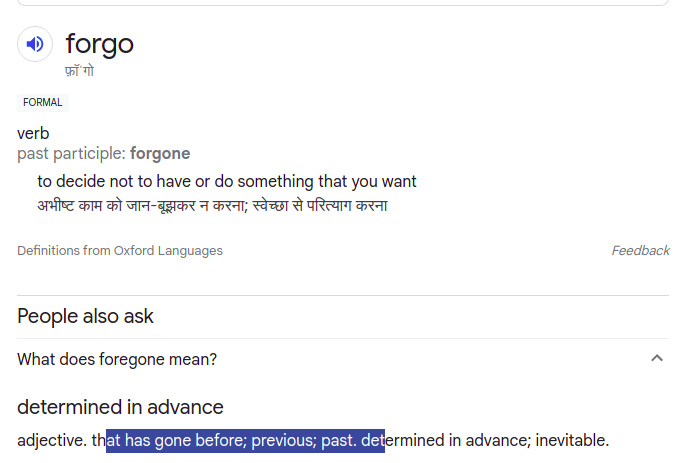 forgo
फ़ॉर्गो
FORMAL
verb
past participle: forgone
to decide not to have or do something that you want
अभीष्ट काम को जान-बूझकर न करना; स्वेच्छा से परित्याग करना
Definitions from Oxford Languages
Feedback
People also ask
What does foregone mean?
determined in advance
adjective. that has gone before; previous; past. determined in advance; inevitable.